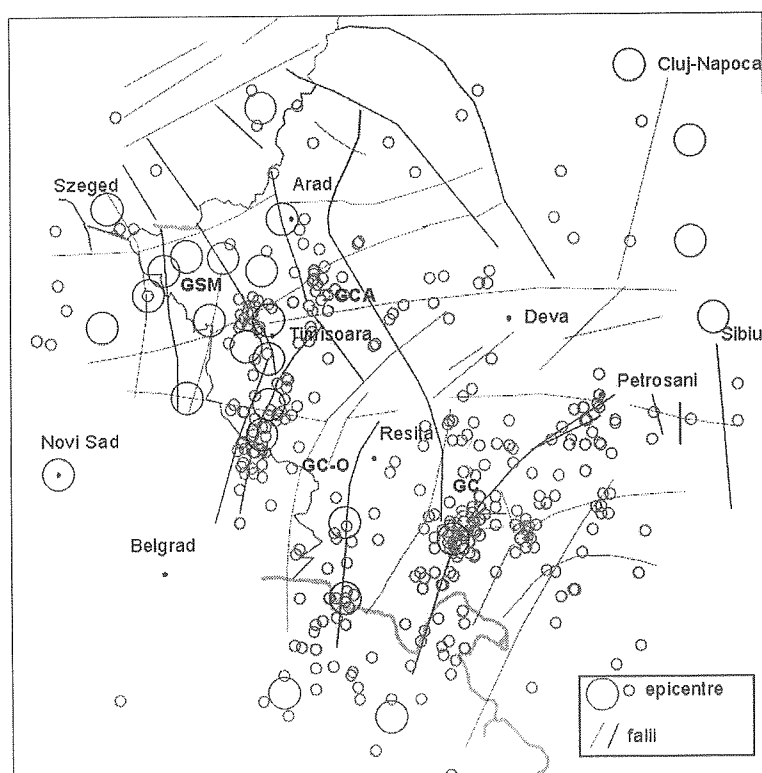 Cluj-Napoca
Szeged
Arad
GSM
GCA
Timisoara
Deva
Sibiu
Petrosani
Novi Sad
Resita
GC-O
GC
Belgrad
epicentre
falii